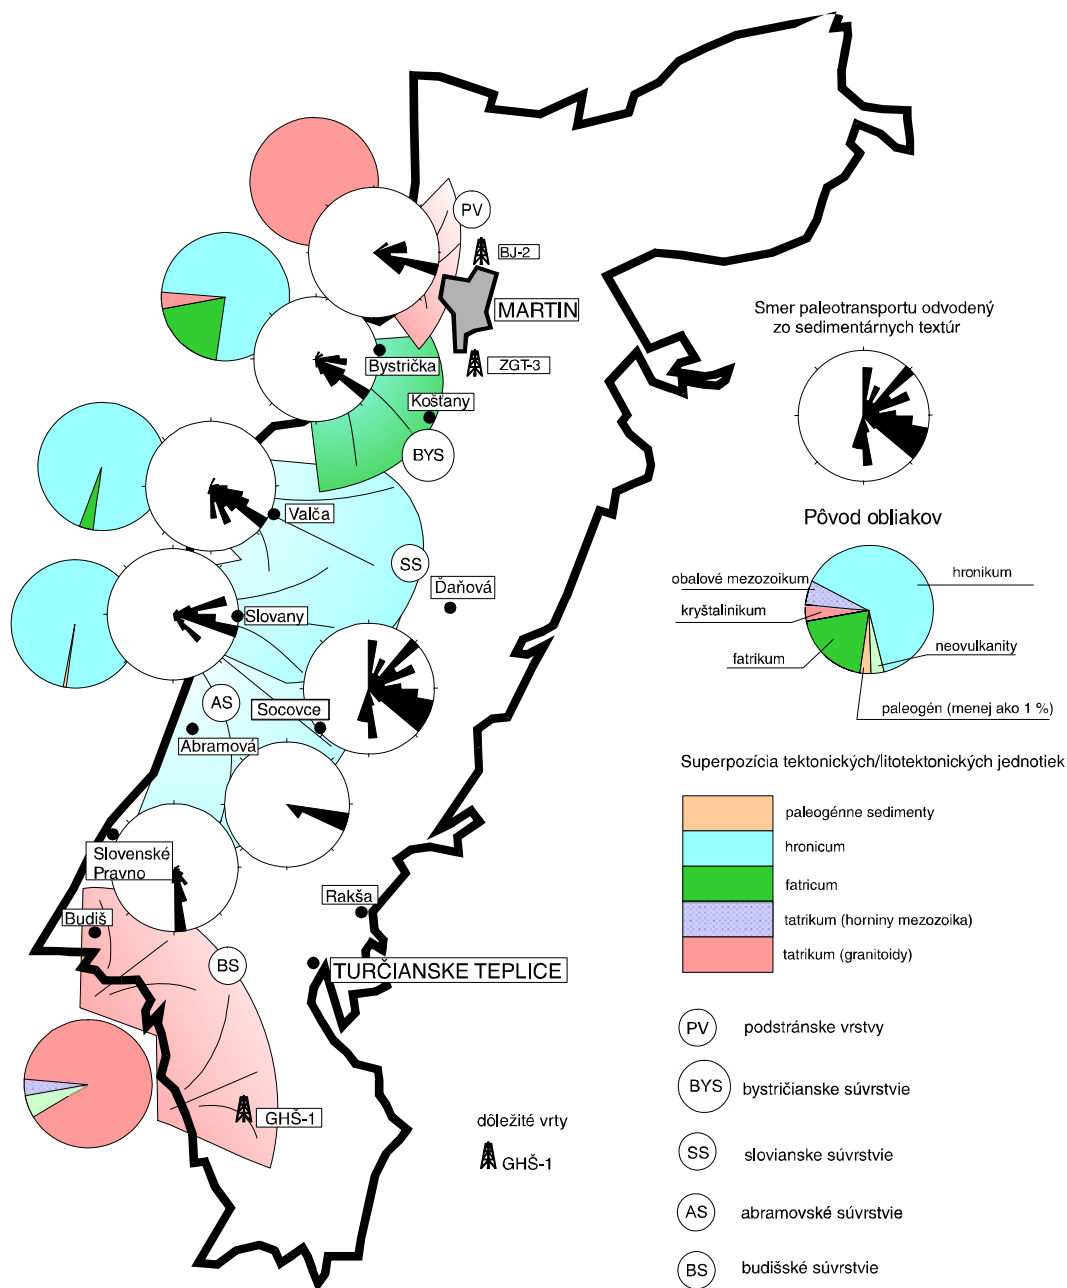 PV
BJ-2
MARTIN
ZGT-3
Bystrička
Košťany
BYS
Valča
SS
Ďaňová
Slovany
AS
Socovce
Abramová
Slovenské
Pravno
Rakša
Budiš
BS
TURČIANSKE TEPLICE
GHŠ-1
dôležité vrty
GHŠ-1
Smer paleotransportu odvodený
zo sedimentárnych textúr
Pôvod obliakov
obalové mezozoikum
hronikum
kryštalinikum
fatrikum
neovulkanity
paleogén (menej ako 1 %)
Superpozícia tektonických/litotektonických jednotiek
paleogénne sedimenty
hronicum
fatricum
tatrikum (horniny mezozoika)
tatrikum (granitoidy)
PV podstránske vrstvy
BYS bystričianske súvrstvie
SS slovianske súvrstvie
AS abramovské súvrstvie
BS budišské súvrstvie